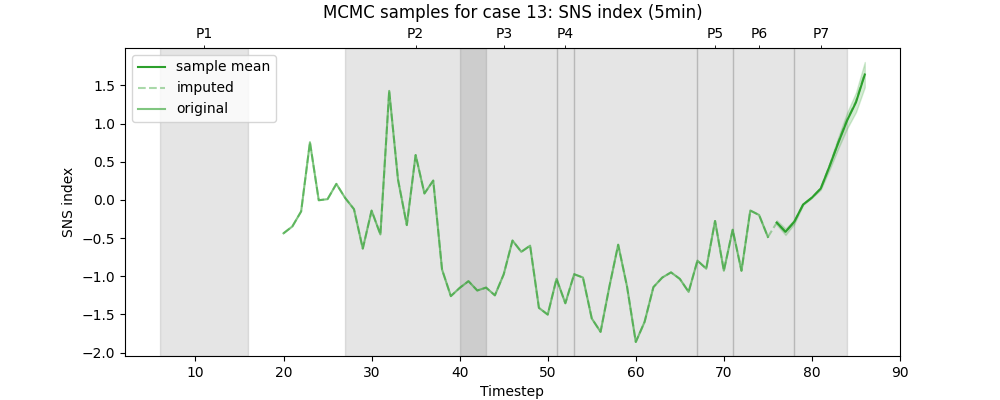 MCMC samples for case 13: SNS index (5min)
P1 P2 P3 P4 P5 P6 P7
sample mean
imputed
original
1.5
1.0
0.5
0.0
−0.5
−1.0
−1.5
−2.0
SNS index
10 20 30 40 50 60 70 80 90
Timestep